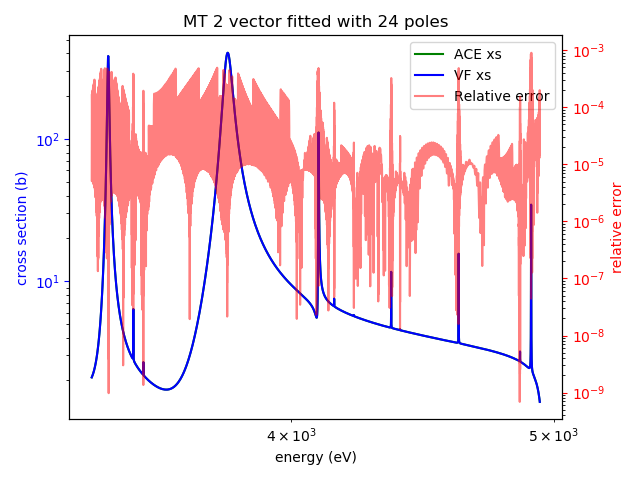 MT 2 vector fitted with 24 poles
ACE xs
VF xs
Relative error
cross section (b)
10²
10¹
relative error
10⁻³
10⁻⁴
10⁻⁵
10⁻⁶
10⁻⁷
10⁻⁸
10⁻⁹
4 × 10³
5 × 10³
energy (eV)